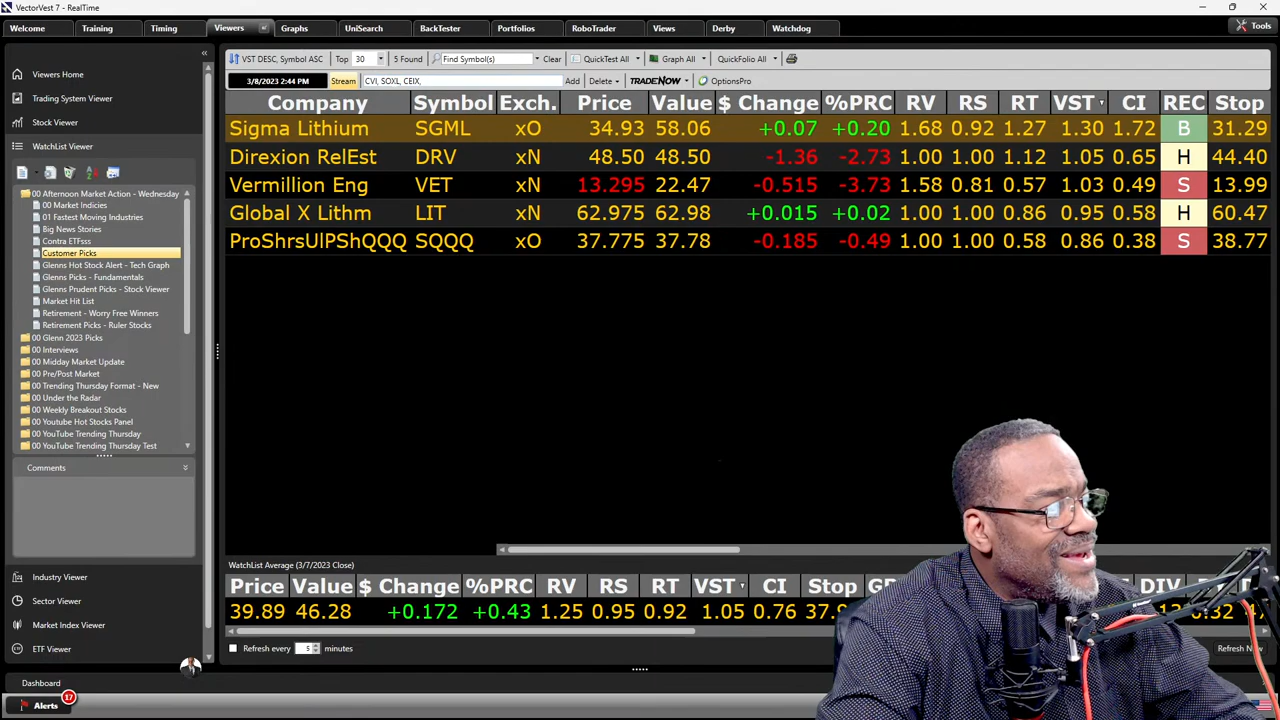 VectorVest 7 - RealTime
Welcome Training Timing Viewers Graphs UniSearch BackTester Portfolios RoboTrader Views Derby Watchdog Tools
VST DESC, Symbol ASC Top 30 5 Found Find Symbol(s) Clear QuickTest All Graph All QuickFolio All
3/8/2023 2:44 PM Stream CVI, SOXL, CEIX, Add Delete TRADENOW OptionsPro
Viewers Home
Trading System Viewer
Stock Viewer
WatchList Viewer
00 Afternoon Market Action - Wednesday
00 Market Indicies
01 Fastest Moving Industries
Big News Stories
Contra ETFsss
Customer Picks
Glenns Hot Stock Alert - Tech Graph
Glenns Picks - Fundamentals
Glenns Prudent Picks - Stock Viewer
Market Hit List
Retirement - Worry Free Winners
Retirement Picks - Ruler Stocks
00 Glenn 2023 Picks
00 Interviews
00 Midday Market Update
00 Pre/Post Market
00 Trending Thursday Format - New
00 Under the Radar
00 Weekly Breakout Stocks
00 Youtube Hot Stocks Panel
00 YouTube Trending Thursday
00 YouTube Trending Thursday Test
Comments
Industry Viewer
Sector Viewer
Market Index Viewer
ETF Viewer
Company Symbol Exch. Price Value $ Change %PRC RV RS RT VST CI REC Stop
Sigma Lithium SGML xO 34.93 58.06 +0.07 +0.20 1.68 0.92 1.27 1.30 1.72 B 31.29
Direxion RelEst DRV xN 48.50 48.50 -1.36 -2.73 1.00 1.00 1.12 1.05 0.65 H 44.40
Vermillion Eng VET xN 13.295 22.47 -0.515 -3.73 1.58 0.81 0.57 1.03 0.49 S 13.99
Global X Lithm LIT xN 62.975 62.98 +0.015 +0.02 1.00 1.00 0.86 0.95 0.58 H 60.47
ProShrsUlPShQQQ SQQQ xO 37.775 37.78 -0.185 -0.49 1.00 1.00 0.58 0.86 0.38 S 38.77
WatchList Average (3/7/2023 Close)
Price Value $ Change %PRC RV RS RT VST CI Stop DIV
39.89 46.28 +0.172 +0.43 1.25 0.95 0.92 1.05 0.76
Refresh every 5 minutes Refresh
Dashboard
Alerts 17